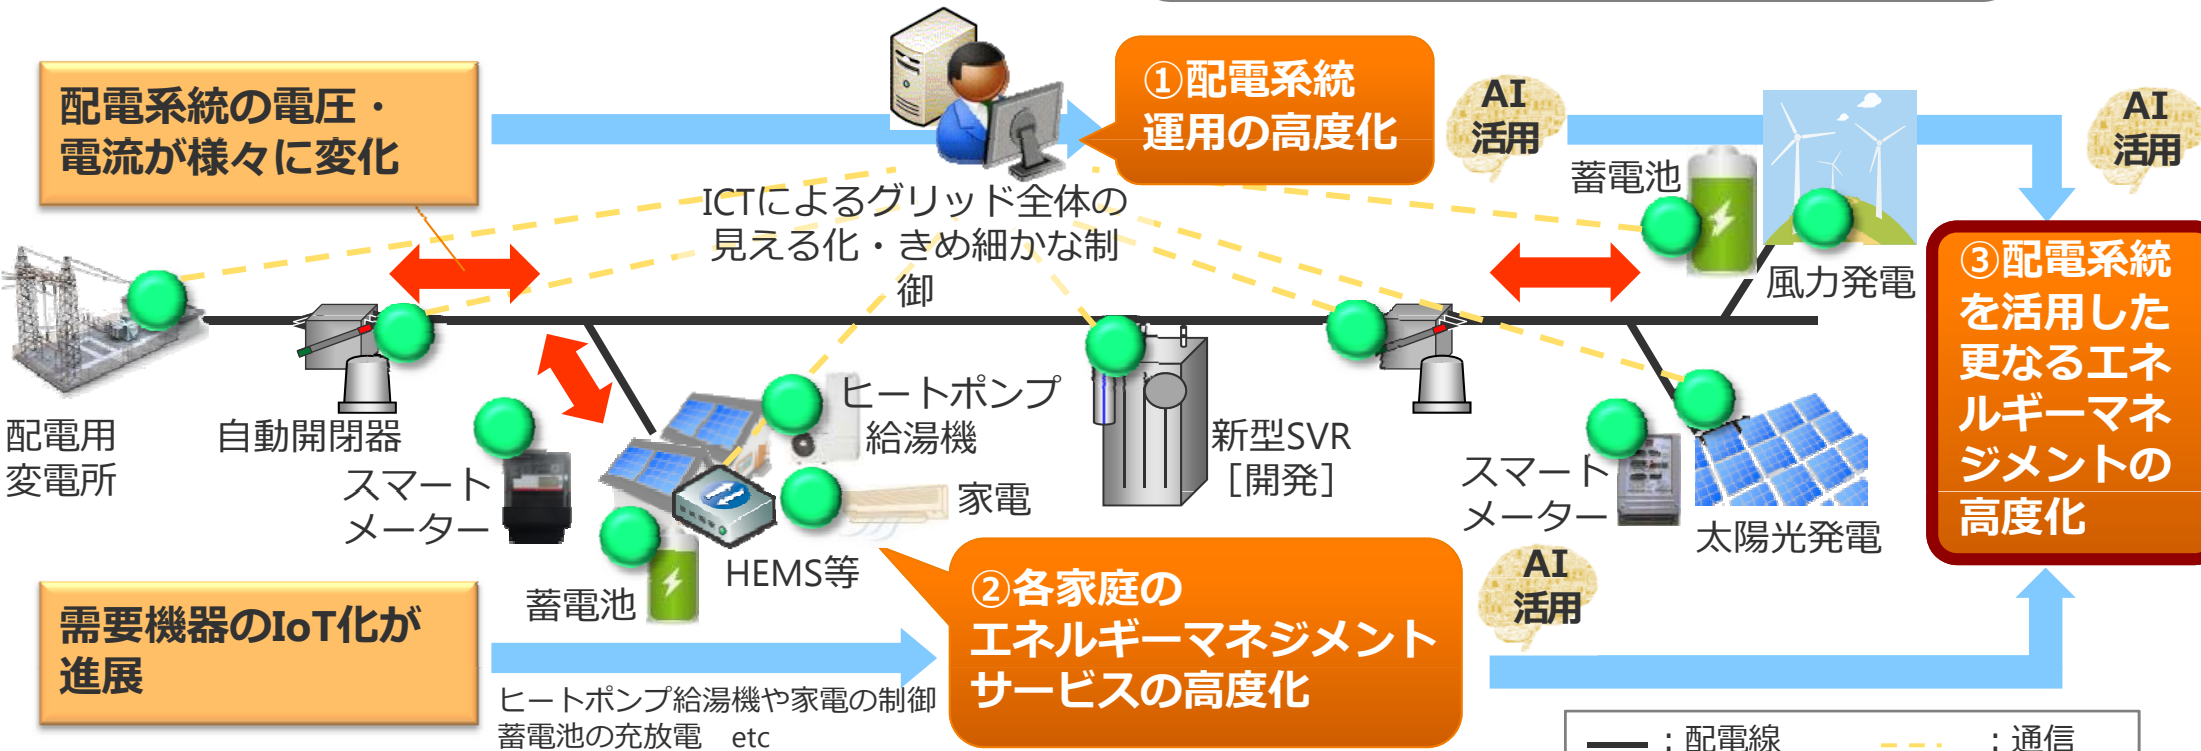 配電系統の電圧・
電流が様々に変化
①配電系統
運用の高度化
AI
活用
AI
活用
蓄電池
風力発電
ICTによるグリッド全体の
見える化・きめ細かな制
御
③配電系統
を活用した
更なるエネ
ルギーマネ
ジメントの
高度化
配電用
変電所
自動開閉器
スマート
メーター
ヒートポンプ
給湯機
家電
HEMS等
蓄電池
新型SVR
［開発］
スマート
メーター
太陽光発電
需要機器のIoT化が
進展
ヒートポンプ給湯機や家電の制御
蓄電池の充放電　etc
②各家庭の
エネルギーマネジメント
サービスの高度化
AI
活用
：配電線
：通信